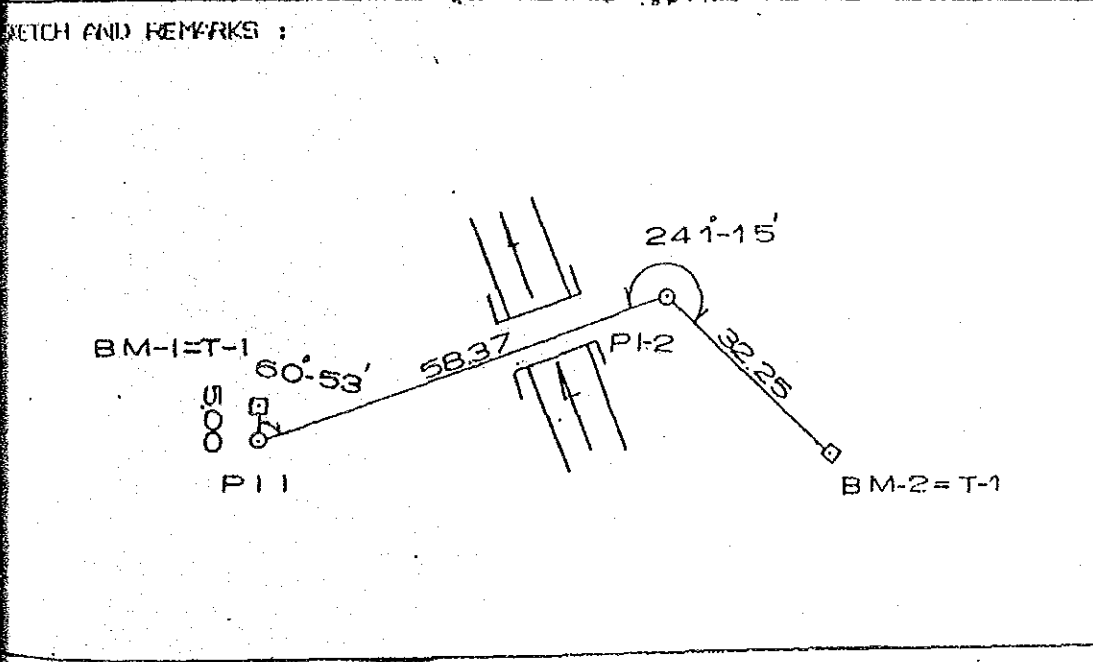 KETCH AND REMARKS :
241°-15'
BM-1=T-1
60°-53'
58.37
PI-2
32.25
5.00
PI 1
BM-2=T-1